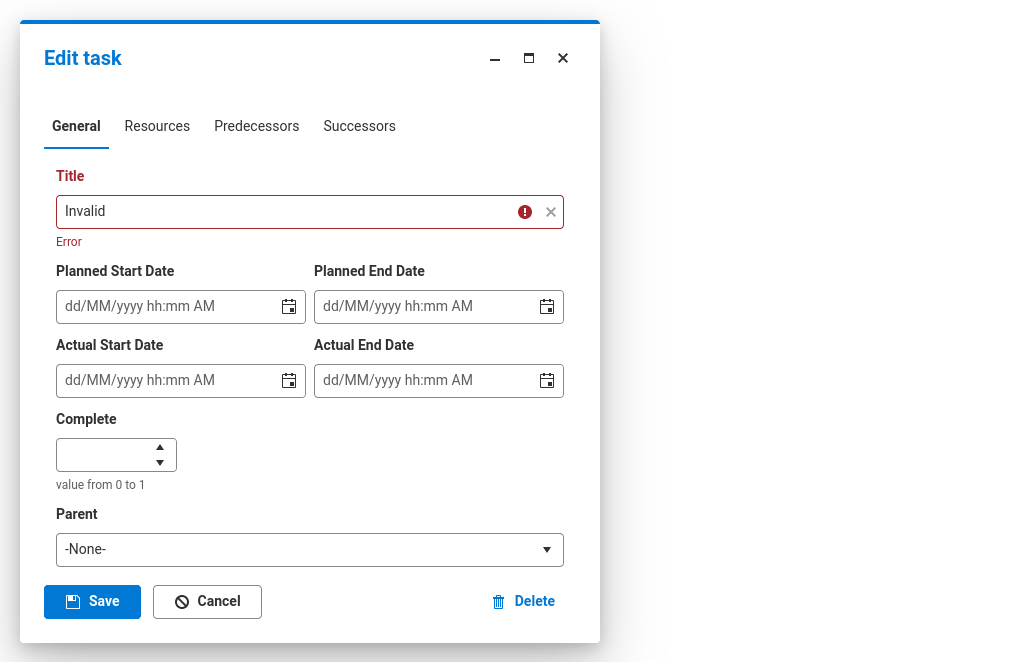 Edit task
General Resources Predecessors Successors
Title
Invalid
Error
Planned Start Date Planned End Date
dd/MM/yyyy hh:mm AM dd/MM/yyyy hh:mm AM
Actual Start Date Actual End Date
dd/MM/yyyy hh:mm AM dd/MM/yyyy hh:mm AM
Complete
value from 0 to 1
Parent
-None-
Save Cancel Delete